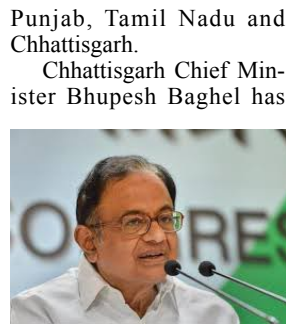 Punjab, Tamil Nadu and
Chhattisgarh.
Chhattisgarh Chief Min-
ister Bhupesh Baghel has